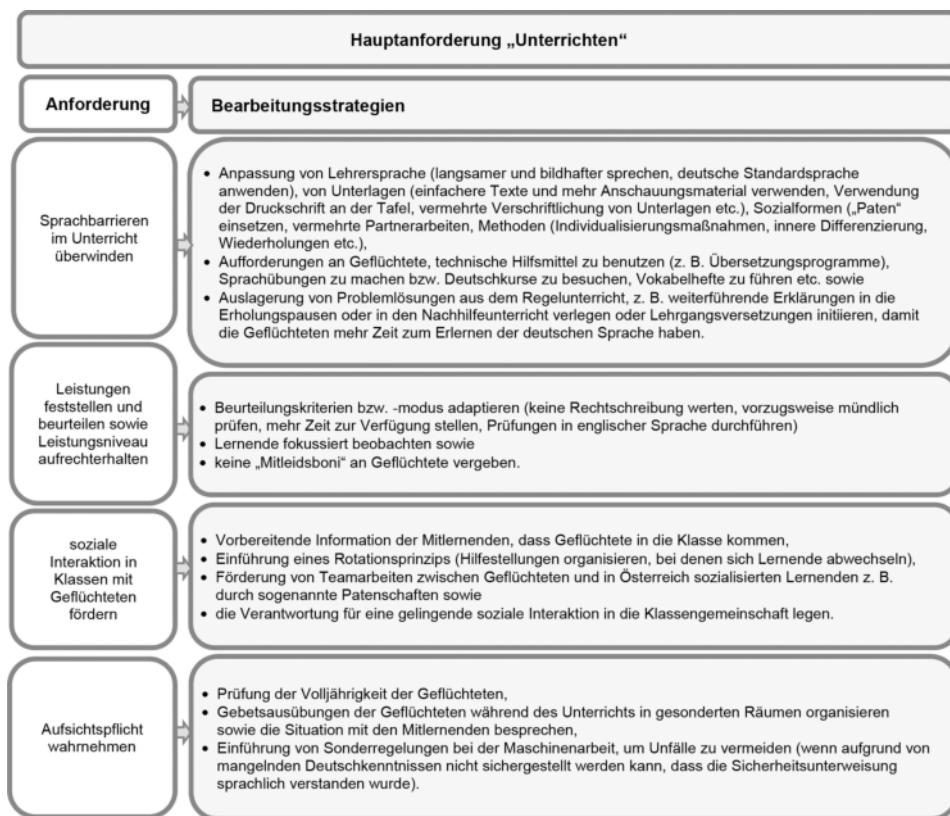 Hauptanforderung „Unterrichten“
Anforderung
Bearbeitungsstrategien
Sprachbarrieren
im Unterricht
überwinden
• Anpassung von Lehrersprache (langsamer und bildhafter sprechen, deutsche Standardsprache
anwenden), von Unterlagen (einfachere Texte und mehr Anschauungsmaterial verwenden, Verwendung
der Druckschrift an der Tafel, vermehrte Verschriftlichung von Unterlagen etc.), Sozialformen („Paten“
einsetzen, vermehrte Partnerarbeiten, Methoden (Individualisierungsmaßnahmen, innere Differenzierung,
Wiederholungen etc.),
• Aufforderungen an Geflüchtete, technische Hilfsmittel zu benutzen (z. B. Übersetzungsprogramme),
Sprachübungen zu machen bzw. Deutschkurse zu besuchen, Vokabelhefte zu führen etc. sowie
• Auslagerung von Problemlösungen aus dem Regelunterricht, z. B. weiterführende Erklärungen in die
Erholungspausen oder in den Nachhilfeunterricht verlegen oder Lehrgangsversetzungen initiieren, damit
die Geflüchteten mehr Zeit zum Erlernen der deutschen Sprache haben.
Leistungen
feststellen und
beurteilen sowie
Leistungsniveau
aufrechterhalten
• Beurteilungskriterien bzw. -modus adaptieren (keine Rechtschreibung werten, vorzugsweise mündlich
prüfen, mehr Zeit zur Verfügung stellen, Prüfungen in englischer Sprache durchführen)
• Lernende fokussiert beobachten sowie
• keine „Mitleidsboni“ an Geflüchtete vergeben.
soziale
Interaktion in
Klassen mit
Geflüchteten
fördern
• Vorbereitende Information der Mitlernenden, dass Geflüchtete in die Klasse kommen,
• Einführung eines Rotationsprinzips (Hilfestellungen organisieren, bei denen sich Lernende abwechseln),
• Förderung von Teamarbeiten zwischen Geflüchteten und in Österreich sozialisierten Lernenden z. B.
durch sogenannte Patenschaften sowie
• die Verantwortung für eine gelingende soziale Interaktion in die Klassengemeinschaft legen.
Aufsichtspflicht
wahrnehmen
• Prüfung der Volljährigkeit der Geflüchteten,
• Gebetsausübungen der Geflüchteten während des Unterrichts in gesonderten Räumen organisieren
sowie die Situation mit den Mitlernenden besprechen,
• Einführung von Sonderregelungen bei der Maschinenarbeit, um Unfälle zu vermeiden (wenn aufgrund von
mangelnden Deutschkenntnissen nicht sichergestellt werden kann, dass die Sicherheitsunterweisung
sprachlich verstanden wurde).